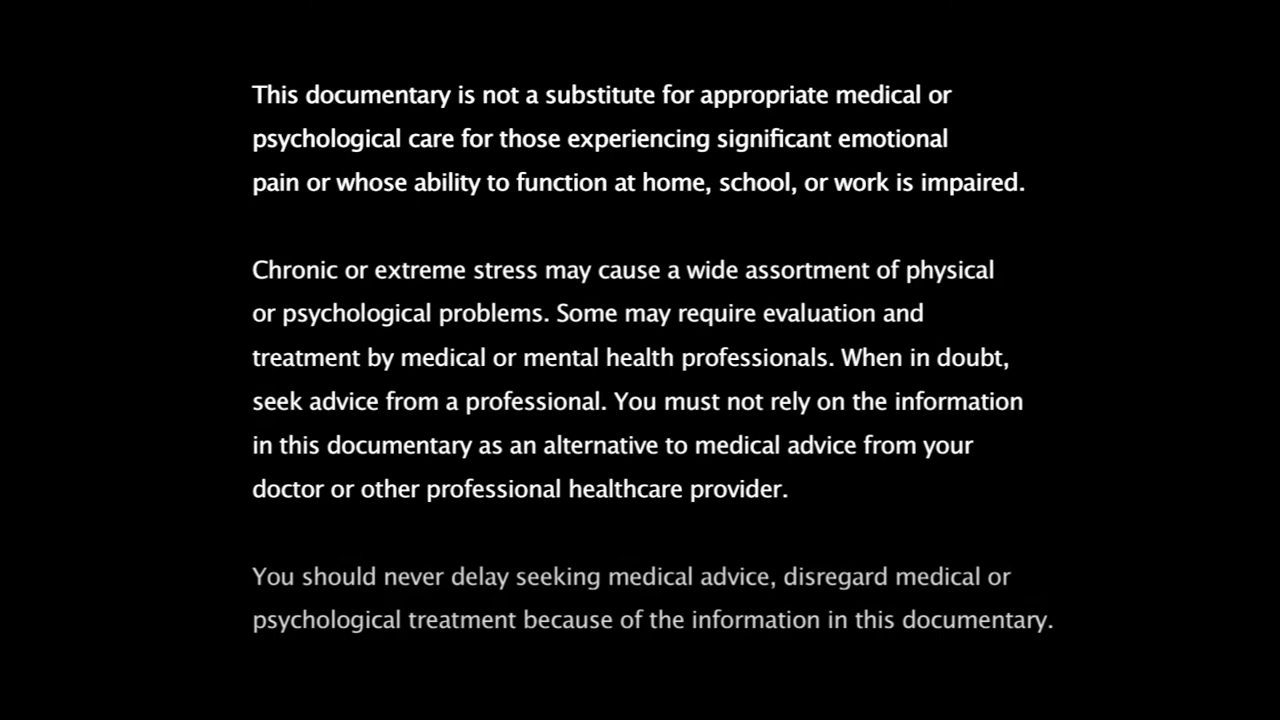 This documentary is not a substitute for appropriate medical or
psychological care for those experiencing significant emotional
pain or whose ability to function at home, school, or work is impaired.
Chronic or extreme stress may cause a wide assortment of physical
or psychological problems. Some may require evaluation and
treatment by medical or mental health professionals. When in doubt,
seek advice from a professional. You must not rely on the information
in this documentary as an alternative to medical advice from your
doctor or other professional healthcare provider.
You should never delay seeking medical advice, disregard medical or
psychological treatment because of the information in this documentary.